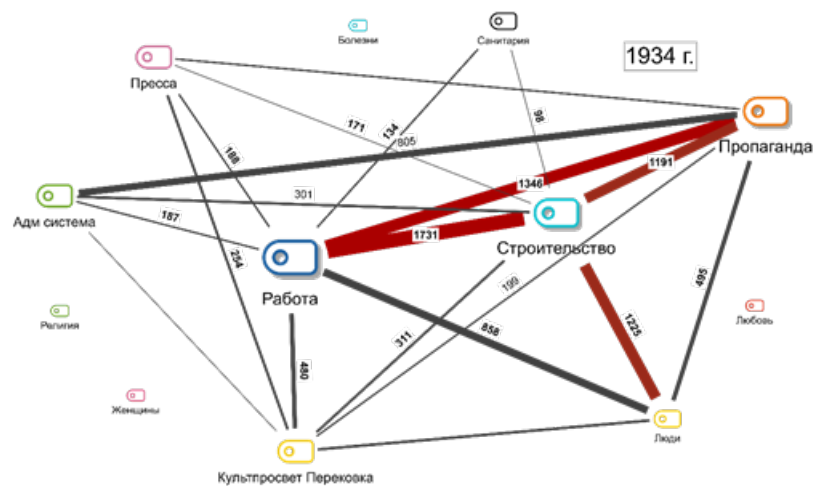 Болезни
Санитария
1934 г.
Пресса
Пропаганда
171
134
805
98
188
1191
1346
301
Адм система
187
1731
Строительство
254
199
495
Работа
Религия
311
858
1225
Любовь
480
Женщины
Люди
Культпросвет Перековка